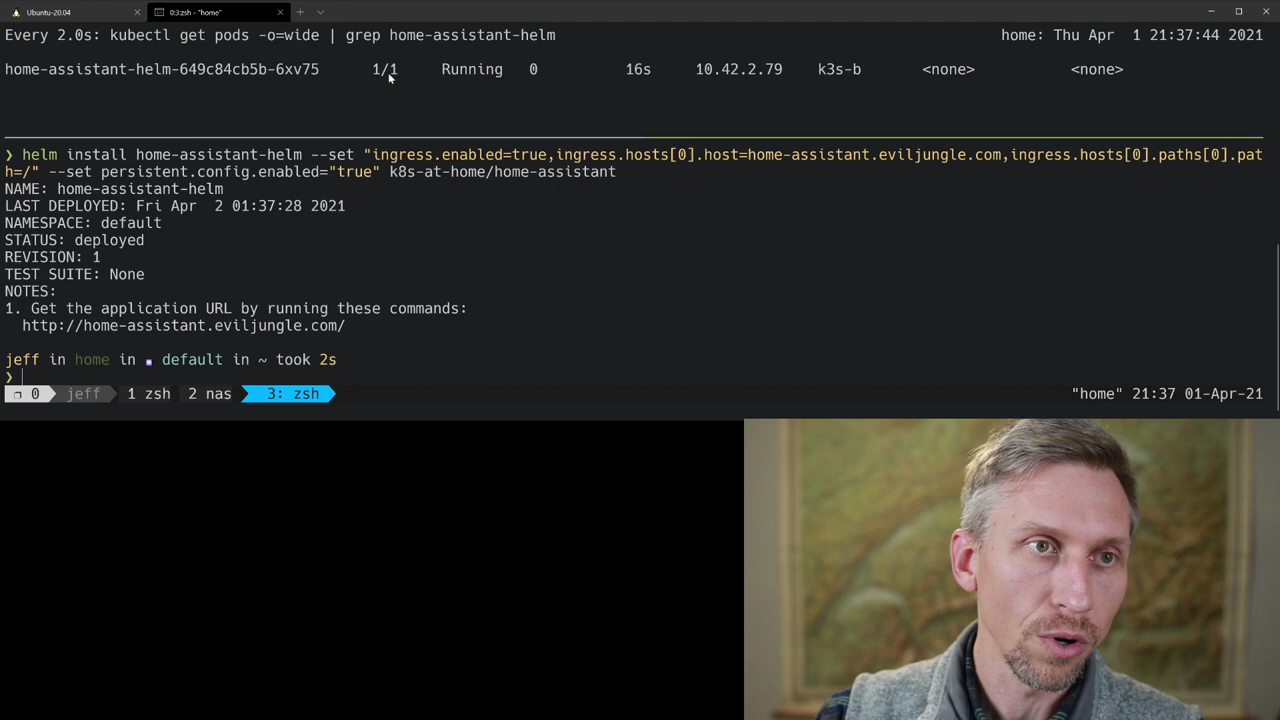 Ubuntu-20.04
0:3:zsh - "home"
Every 2.0s: kubectl get pods -o=wide | grep home-assistant-helm
home: Thu Apr  1 21:37:44 2021
home-assistant-helm-649c84cb5b-6xv75 1/1 Running 0 16s 10.42.2.79 k3s-b <none> <none>
❯ helm install home-assistant-helm --set "ingress.enabled=true,ingress.hosts[0].host=home-assistant.eviljungle.com,ingress.hosts[0].paths[0].pat
h=/" --set persistent.config.enabled="true" k8s-at-home/home-assistant
NAME: home-assistant-helm
LAST DEPLOYED: Fri Apr  2 01:37:28 2021
NAMESPACE: default
STATUS: deployed
REVISION: 1
TEST SUITE: None
NOTES:
1. Get the application URL by running these commands:
http://home-assistant.eviljungle.com/
jeff in home in default in ~ took 2s
❯
0 jeff 1 zsh 2 nas 3: zsh
"home" 21:37 01-Apr-21